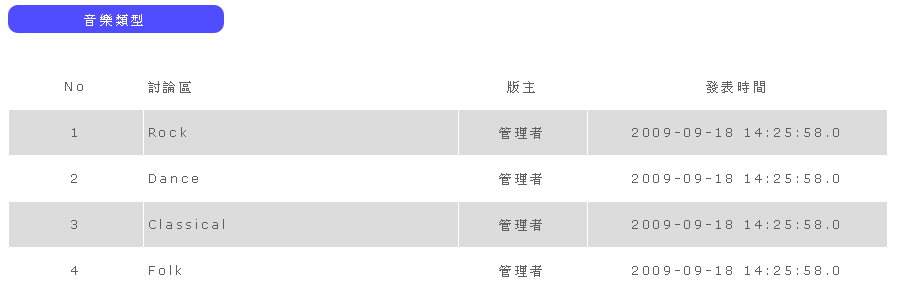 音樂類型
No 討論區 版主 發表時間
1 Rock 管理者 2009-09-18 14:25:58.0
2 Dance 管理者 2009-09-18 14:25:58.0
3 Classical 管理者 2009-09-18 14:25:58.0
4 Folk 管理者 2009-09-18 14:25:58.0